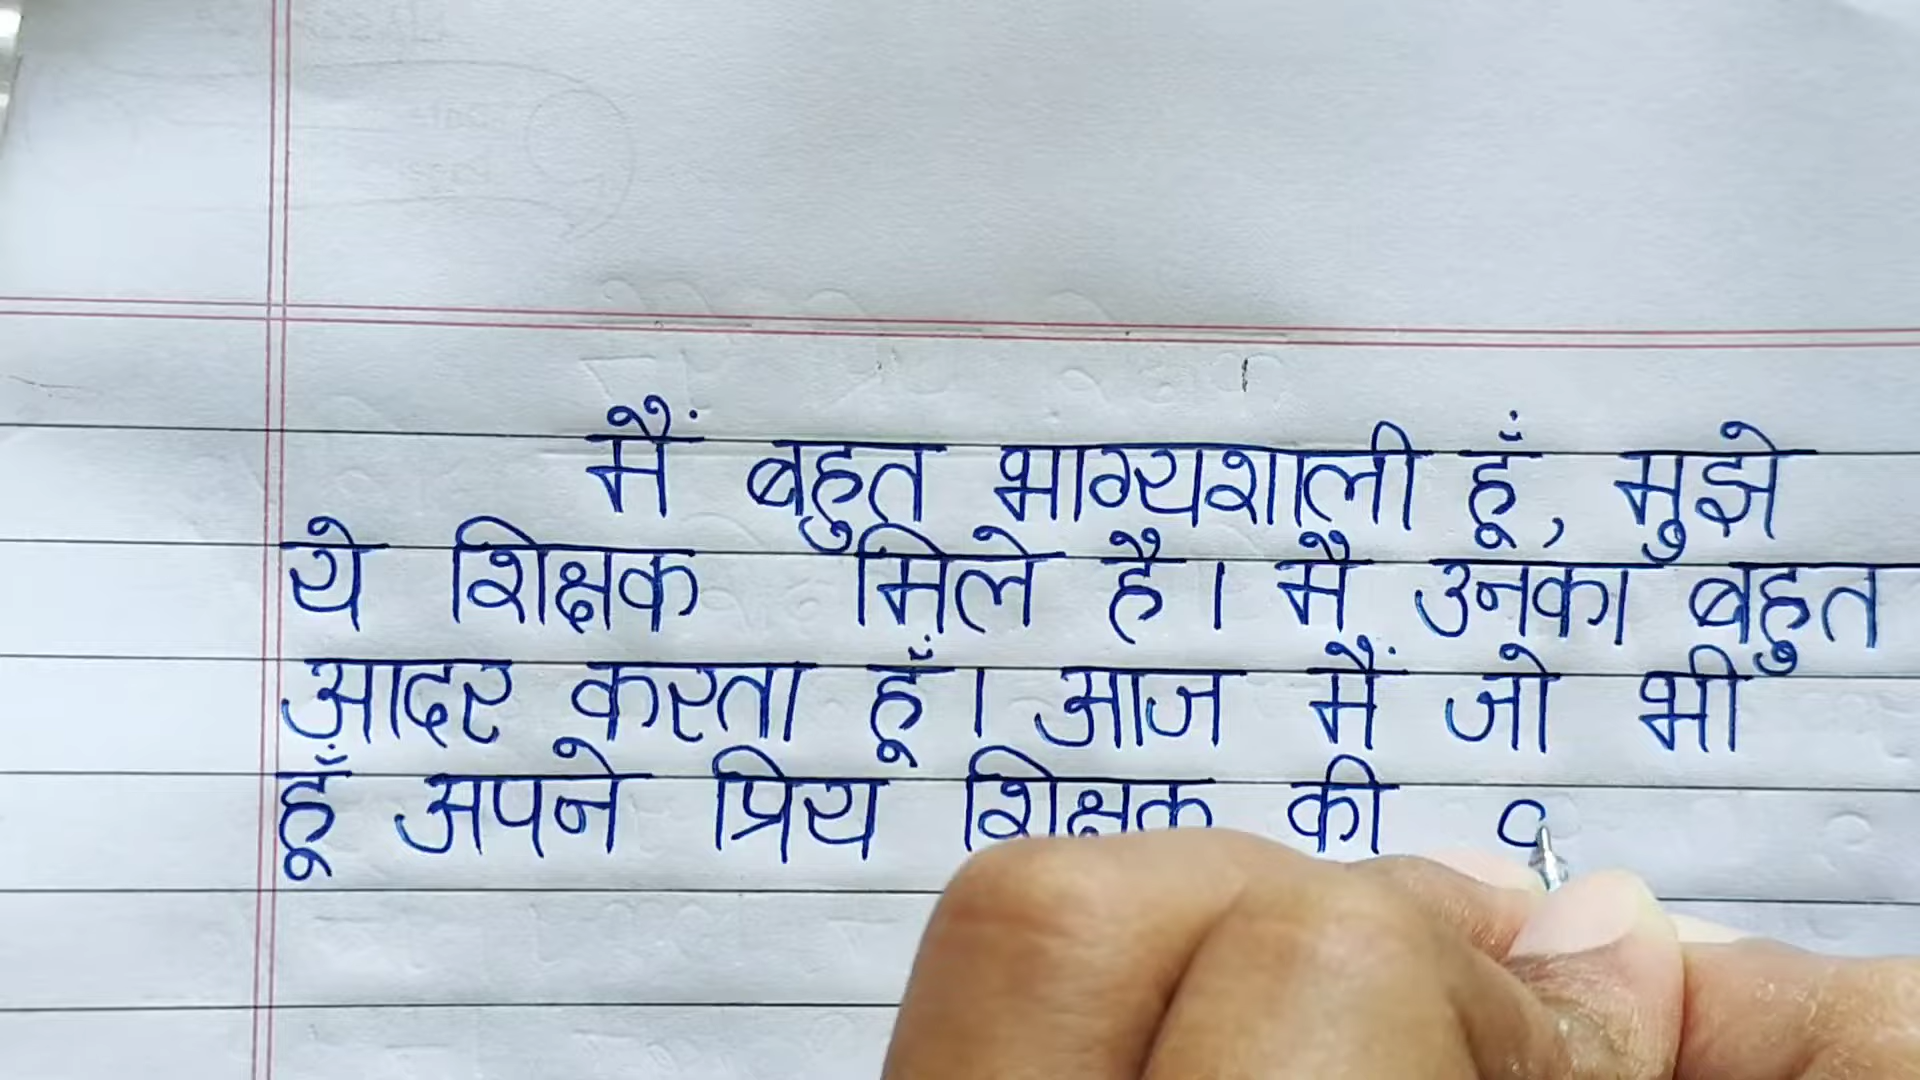 मैं बहुत भाग्यशाली हूँ, मुझे
ये शिक्षक मिले है। मै उनका बहुत
आदर करता हूँ। आज मैं जो भी
हूँ अपने प्रिय शिक्षक की